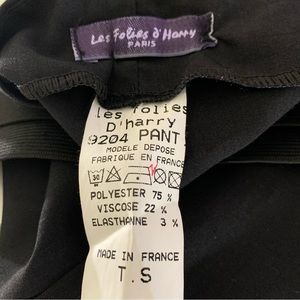 Les Folies d'Harry
PARIS
les folies
D'harry
9204 PANT
MODELE DEPOSE
FABRIQUE EN FRANCE
30
POLYESTER 75 %
VISCOSE 22 %
ELASTHANNE 3 %
MADE IN FRANCE
T.S